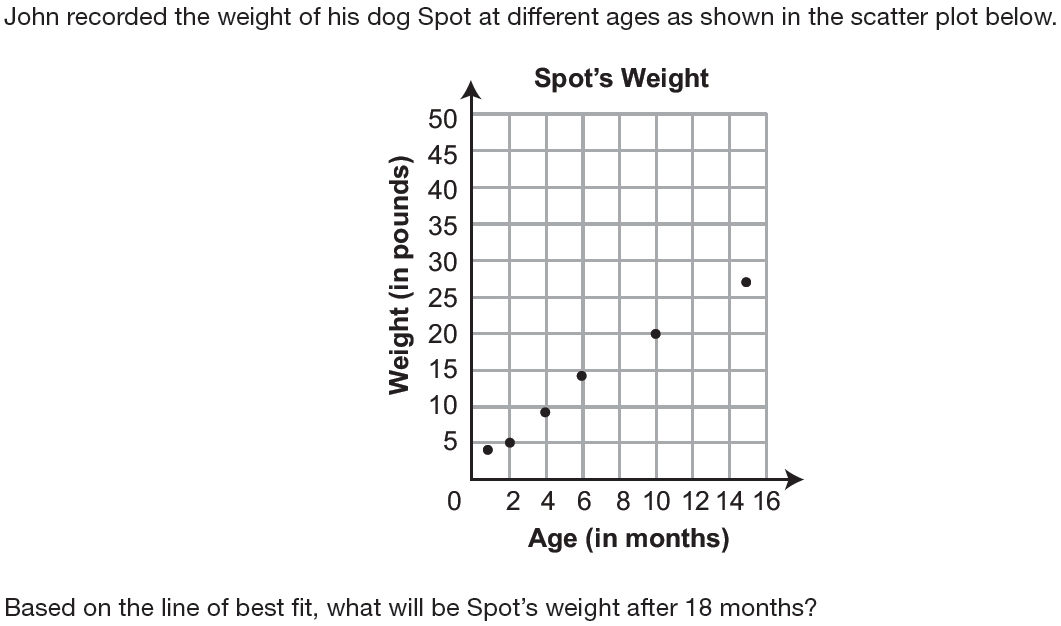 John recorded the weight of his dog Spot at different ages as shown in the scatter plot below.
Spot's Weight
50
45
40
35
30
25
20
15
10
5
Weight (in pounds)
0 2 4 6 8 10 12 14 16
Age (in months)
Based on the line of best fit, what will be Spot's weight after 18 months?